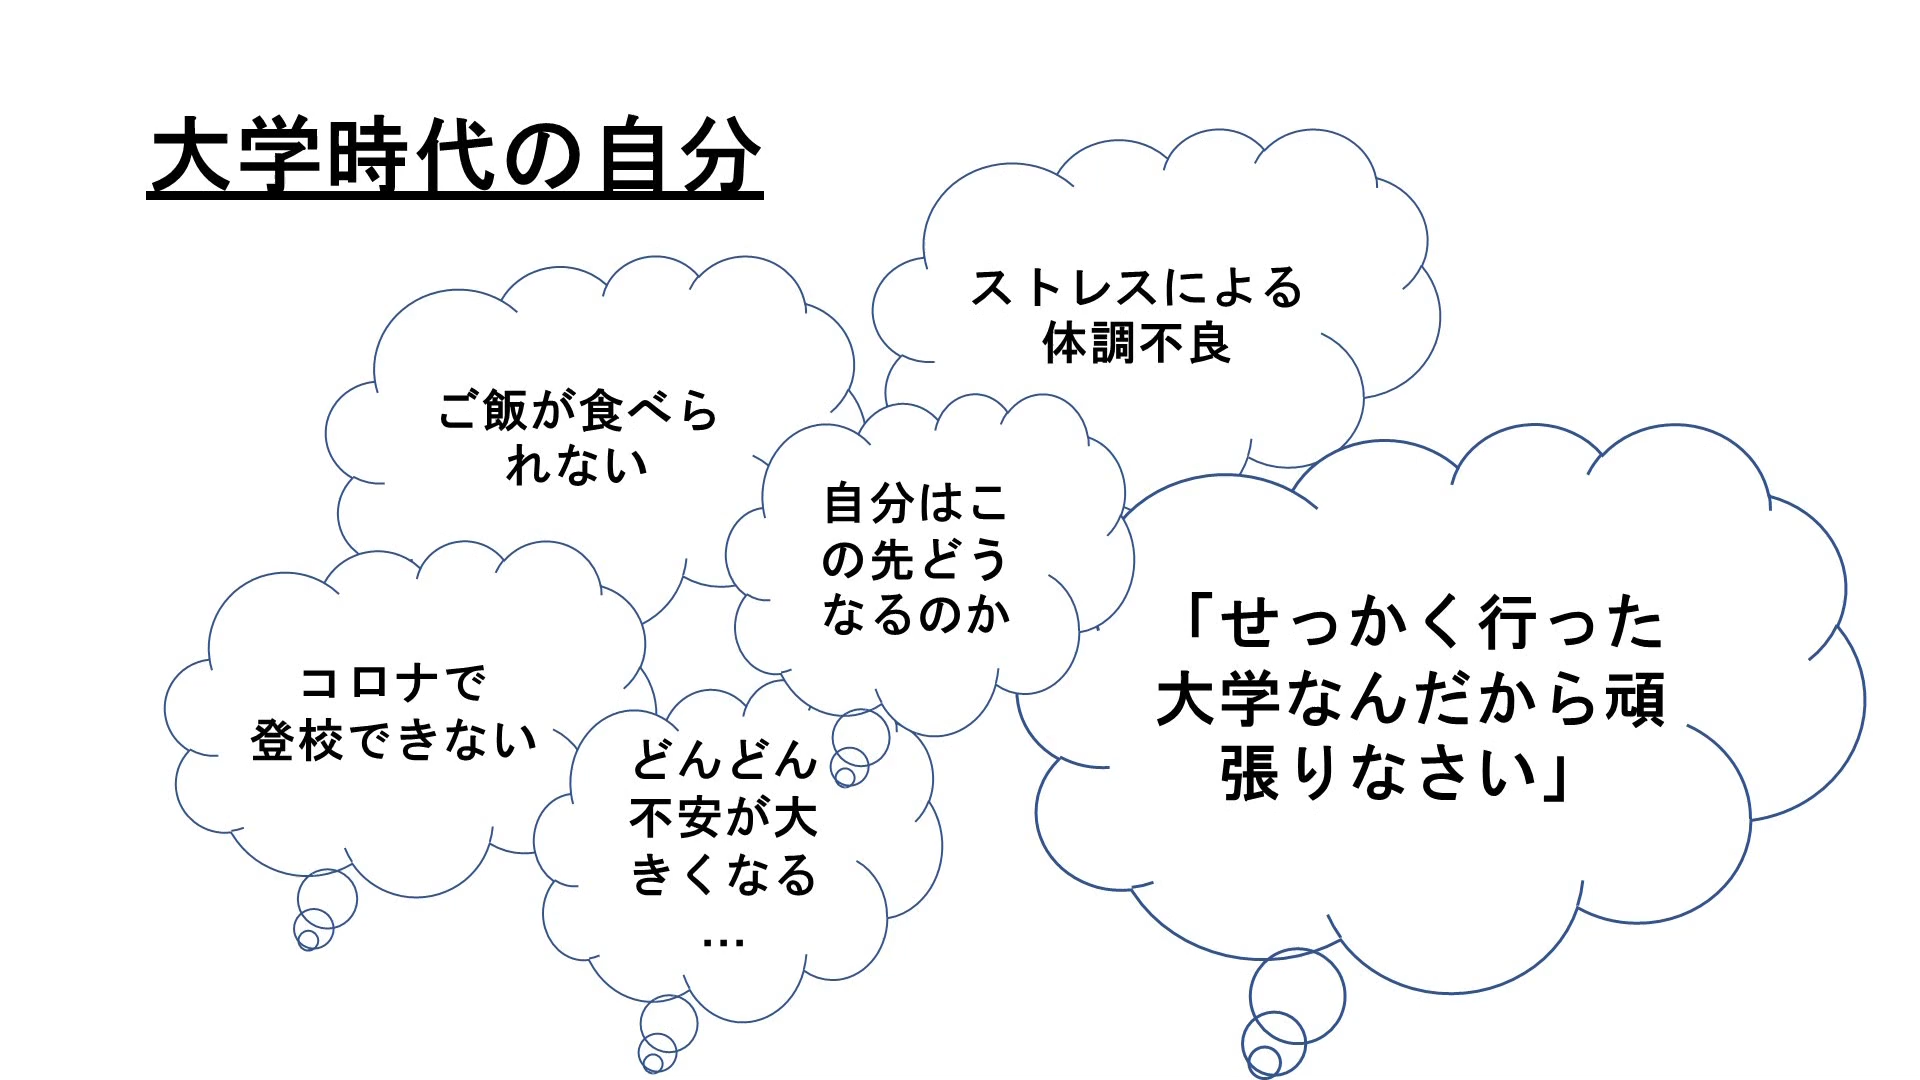 大学時代の自分
ストレスによる
体調不良
ご飯が食べら
れない
自分はこ
の先どう
なるのか
「せっかく行った
大学なんだから頑
張りなさい」
コロナで
登校できない
どんどん
不安が大
きくなる
…